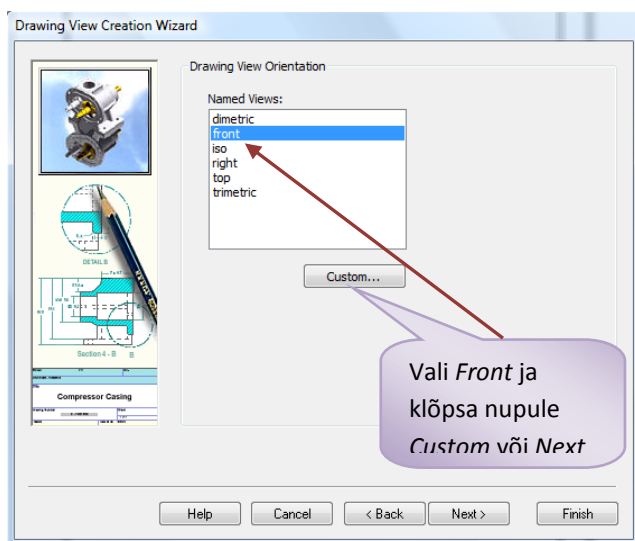 Drawing View Creation Wizard
Drawing View Orientation
Named Views:
dimetric
front
iso
right
top
trimetric
Custom...
DETAIL B
Section 4 - B B
Compressor Casing
Vali Front ja
klõpsa nupule
Custom või Next
Help Cancel < Back Next > Finish